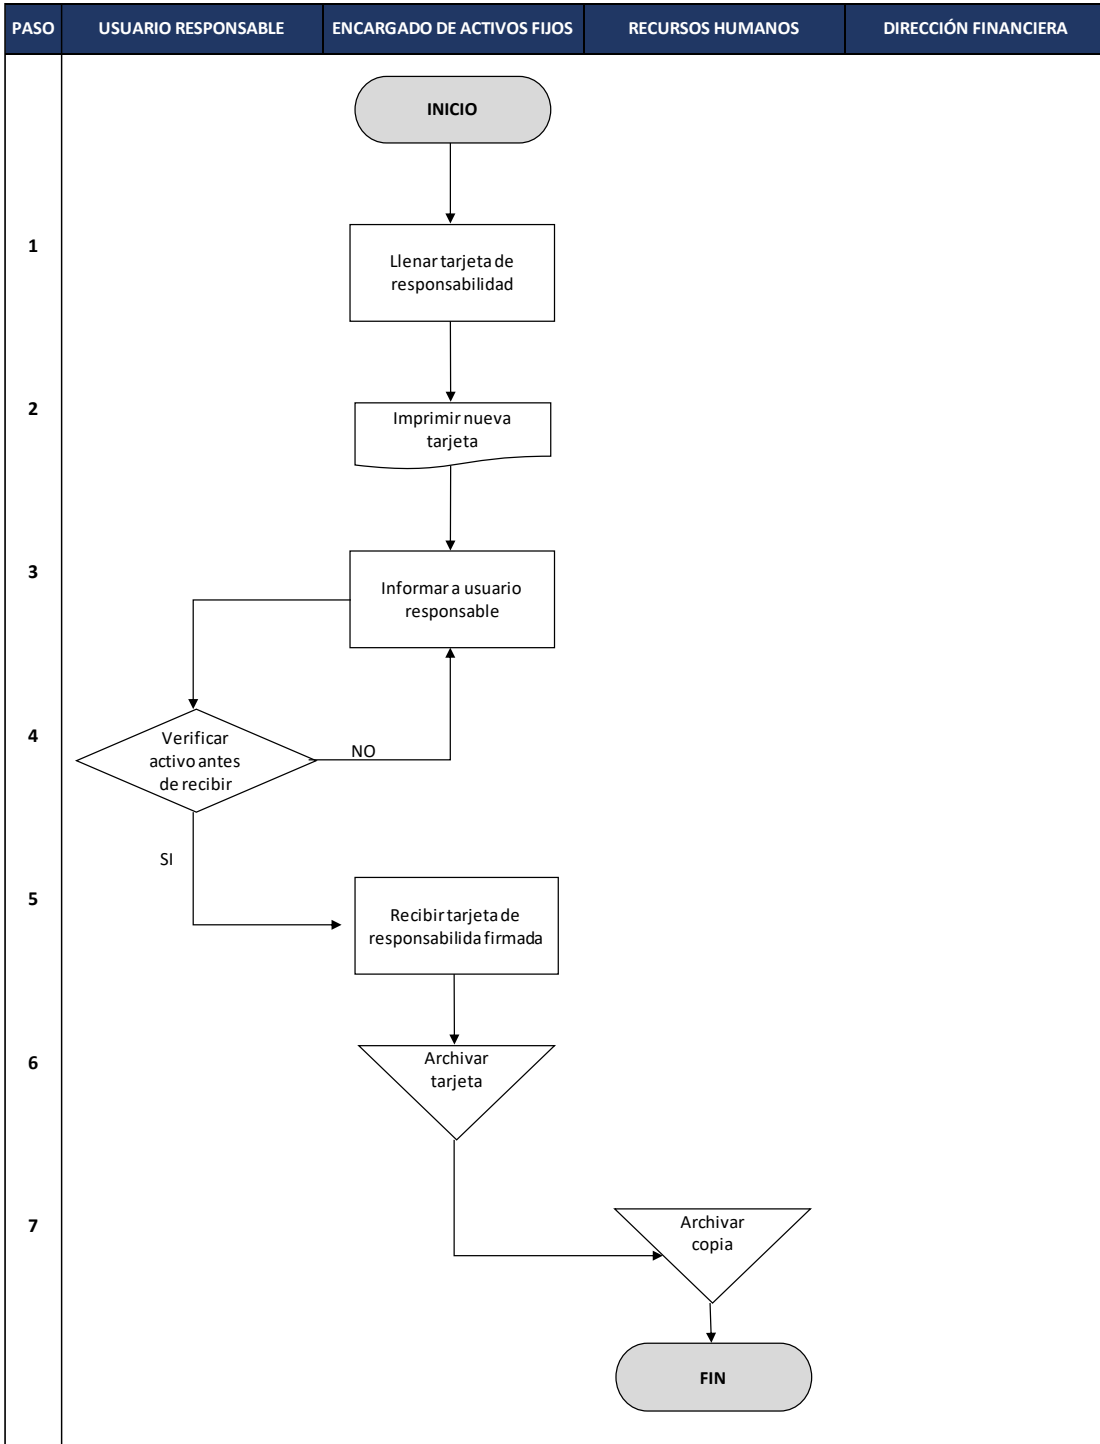 PASO
USUARIO RESPONSABLE
ENCARGADO DE ACTIVOS FIJOS
RECURSOS HUMANOS
DIRECCIÓN FINANCIERA
INICIO
1
Llenar tarjeta de
responsabilidad
2
Imprimir nueva
tarjeta
3
Informar a usuario
responsable
4
Verificar
activo antes
de recibir
NO
SI
5
Recibir tarjeta de
responsabilida firmada
6
Archivar
tarjeta
7
Archivar
copia
FIN